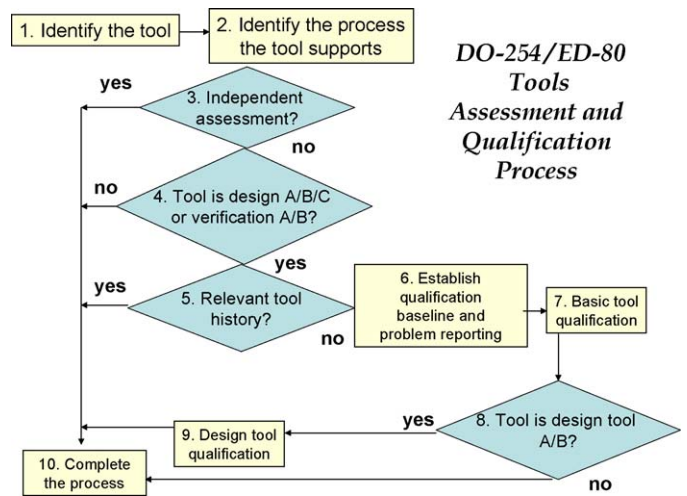 1. Identify the tool
2. Identify the process
the tool supports
DO-254/ED-80
Tools
Assessment and
Qualification
Process
yes
3. Independent
assessment?
no
no
4. Tool is design A/B/C
or verification A/B?
yes
yes
5. Relevant tool
history?
no
6. Establish
qualification
baseline and
problem reporting
7. Basic tool
qualification
8. Tool is design tool
A/B?
yes
9. Design tool
qualification
no
10. Complete
the process